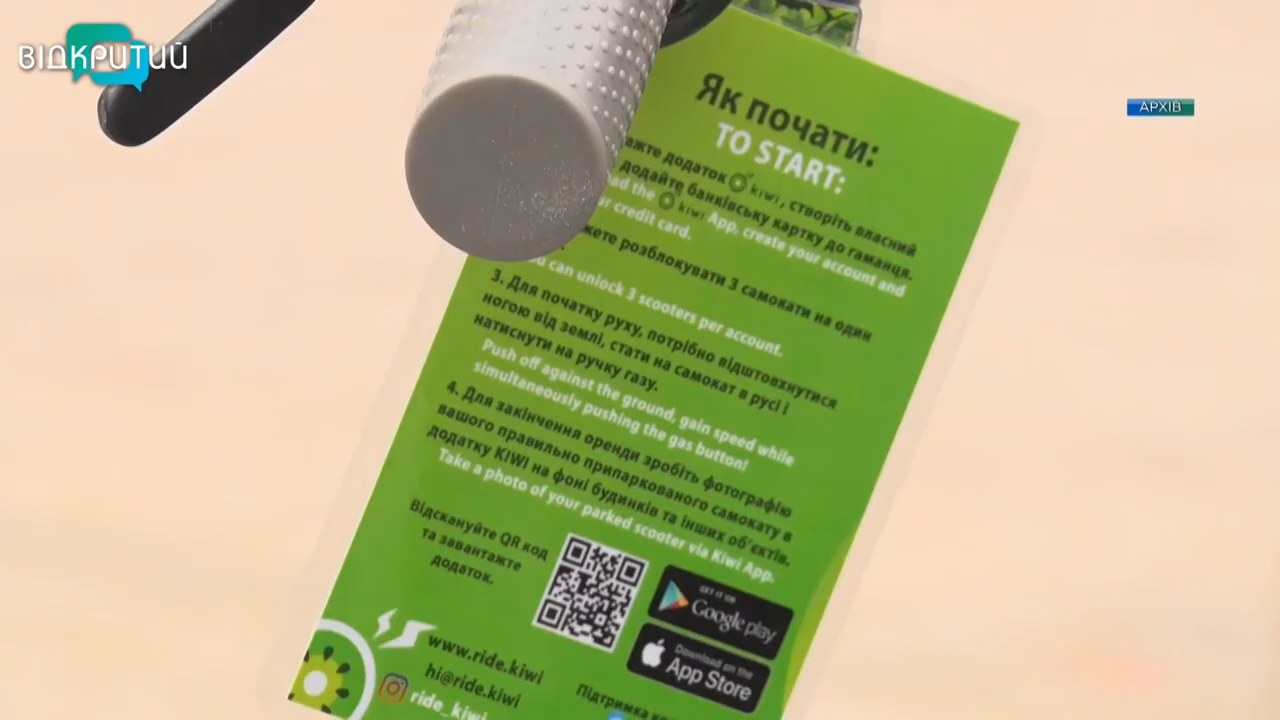 ВІДКРИТИЙ
АРХІВ
Як почати:
TO START:
додаток kiwi, створіть власний
додайте банківську картку до гаманця.
the kiwi App, create your account and
credit card.
розблокувати 3 самокати на один
can unlock 3 scooters per account.
3. Для початку руху, потрібно відштовхнутися
ногою від землі, стати на самокат в русі і
натиснути на ручку газу.
Push off against the ground, gain speed while
simultaneously pushing the gas button!
4. Для закінчення оренди зробіть фотографію
вашого правильно припаркованого самокату в
додатку KIWI на фоні будинків та інших об'єктів.
Take a photo of your parked scooter via Kiwi App.
Відскануйте QR код
та завантажте
додаток.
GET IT ON
Google play
Download on the
App Store
www.ride.kiwi
hi@ride.kiwi
ride_kiwi
Підтримка